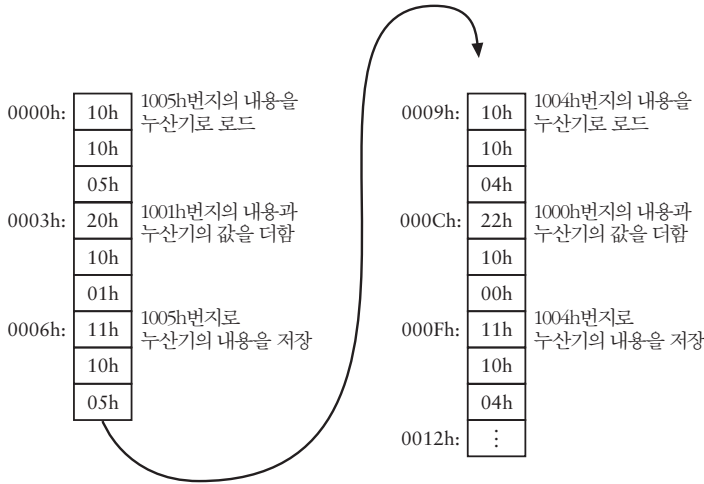 0000h: 10h 1005h번지의 내용을
누산기로 로드
10h
05h
0003h: 20h 1001h번지의 내용과
누산기의 값을 더함
10h
01h
0006h: 11h 1005h번지로
누산기의 내용을 저장
10h
05h
0009h: 10h 1004h번지의 내용을
누산기로 로드
10h
04h
000Ch: 22h 1000h번지의 내용과
누산기의 값을 더함
10h
00h
000Fh: 11h 1004h번지로
누산기의 내용을 저장
10h
04h
0012h: ⋮